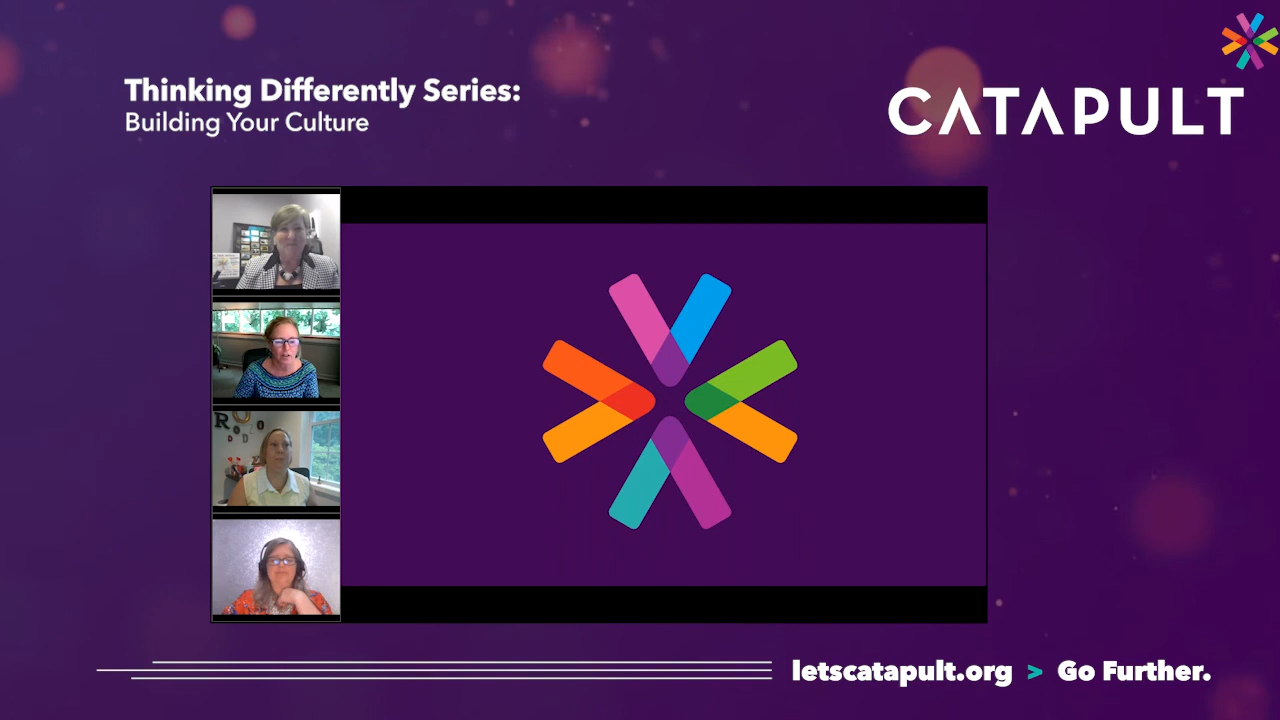 Thinking Differently Series:
Building Your Culture
CATAPULT
letscatapult.org > Go Further.